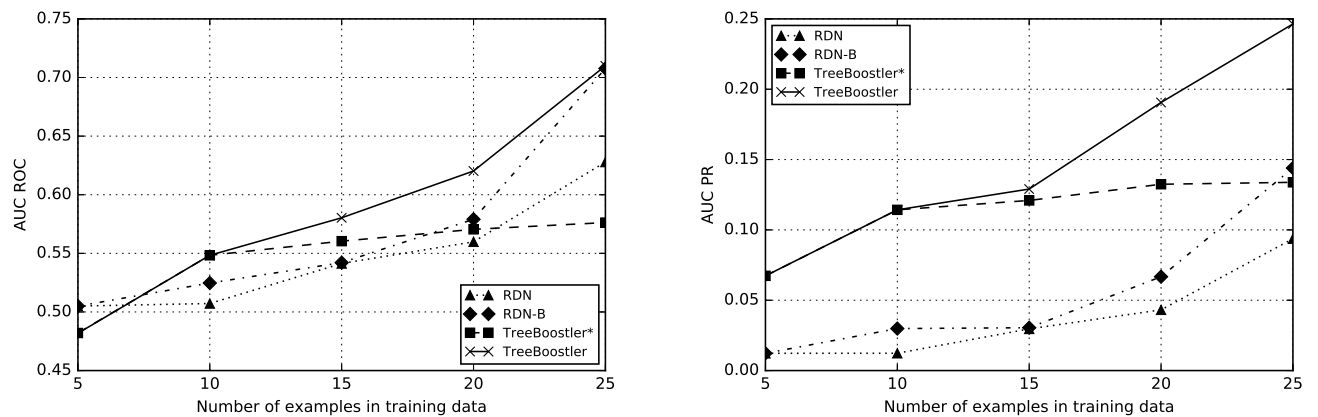 0.75
0.70
0.65
0.60
0.55
0.50
0.45
AUC ROC
5 10 15 20 25
Number of examples in training data
RDN
RDN-B
TreeBoostler*
TreeBoostler
0.25
0.20
0.15
0.10
0.05
0.00
AUC PR
5 10 15 20 25
Number of examples in training data
RDN
RDN-B
TreeBoostler*
TreeBoostler